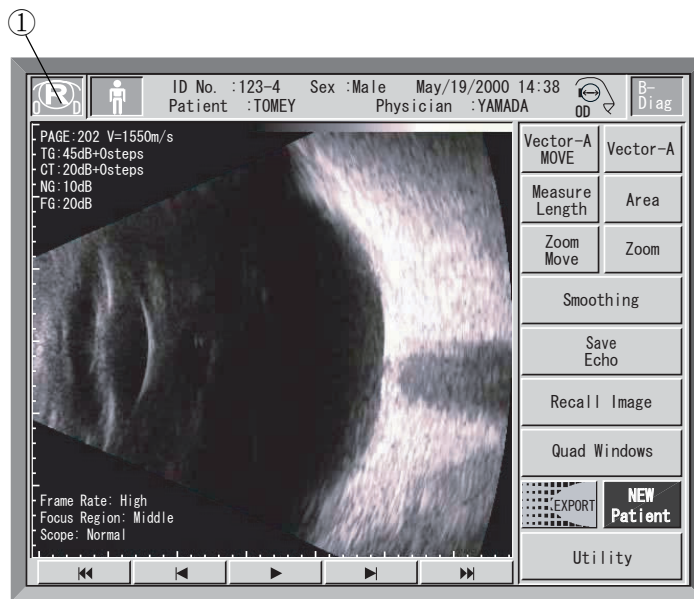 ①
R
O D
ID No. :123-4 Sex :Male May/19/2000 14:38
Patient :TOMEY Physician :YAMADA
OD
B-
Diag
PAGE:202 V=1550m/s
TG:45dB+0steps
CT:20dB+0steps
NG:10dB
FG:20dB
Frame Rate: High
Focus Region: Middle
Scope: Normal
Vector-A
MOVE
Vector-A
Measure
Length
Area
Zoom
Move
Zoom
Smoothing
Save
Echo
Recall Image
Quad Windows
EXPORT
NEW
Patient
Utility